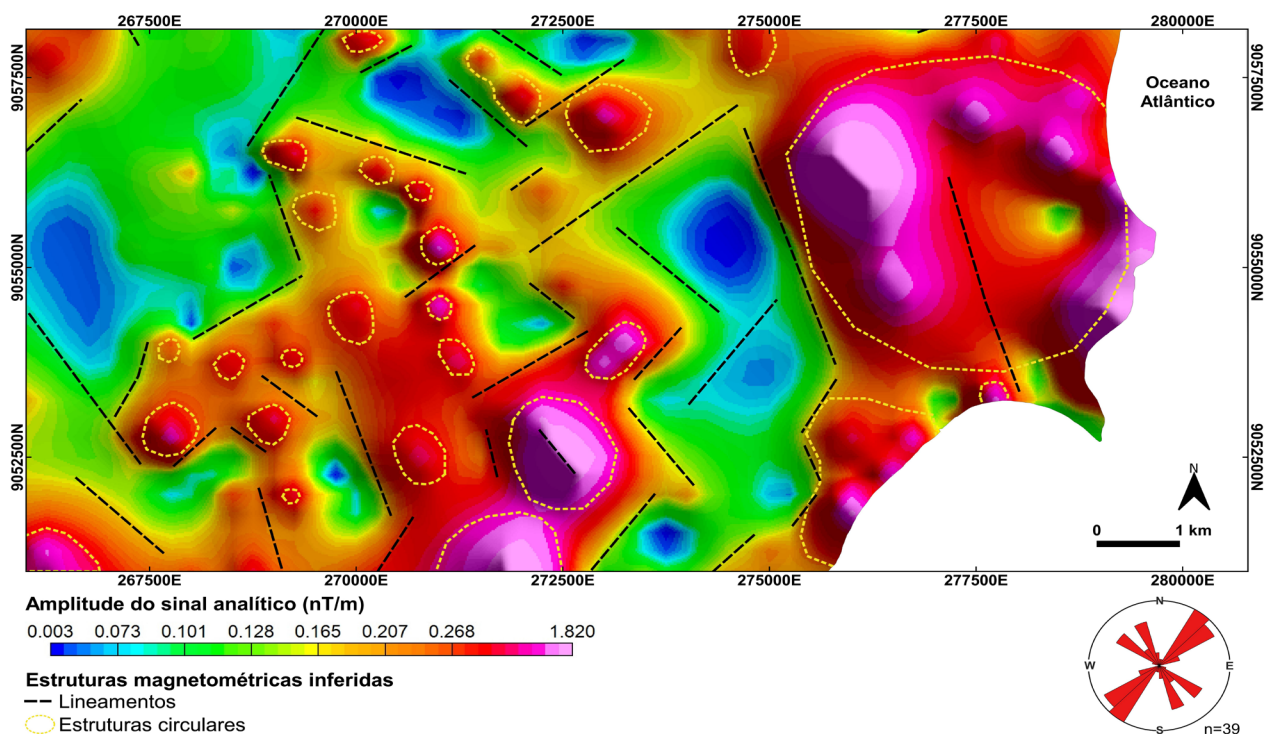 267500E 270000E 272500E 275000E 277500E 280000E
9057500N
9055000N
9052500N
Oceano
Atlântico
9057500N
9055000N
9052500N
N
0 1 km
267500E 270000E 272500E 275000E 277500E 280000E
Amplitude do sinal analítico (nT/m)
0.003 0.073 0.101 0.128 0.165 0.207 0.268 1.820
Estruturas magnetométricas inferidas
Lineamentos
Estruturas circulares
N
W E
S
n=39